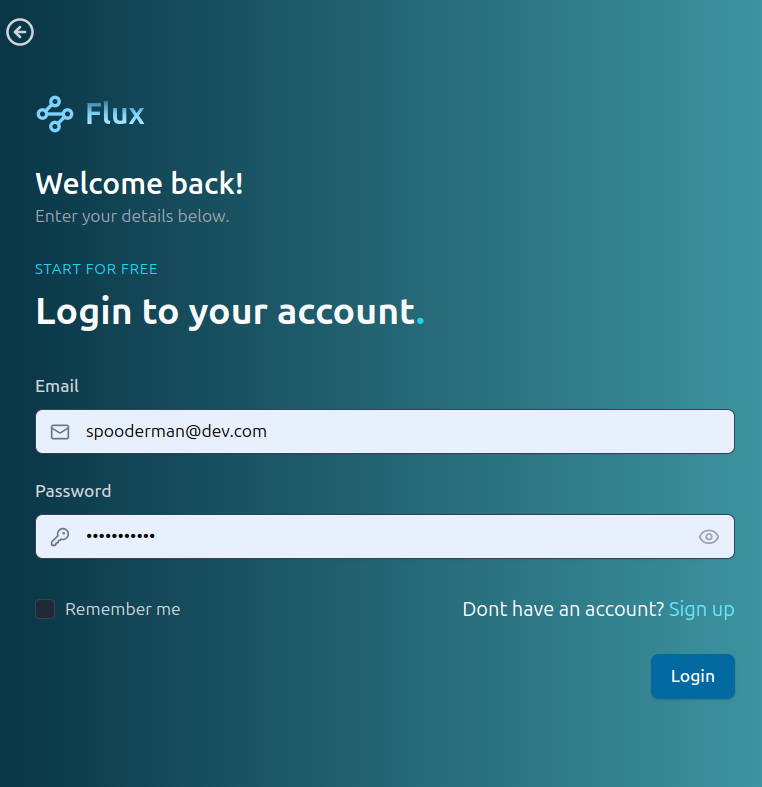 Flux
Welcome back!
Enter your details below.
START FOR FREE
Login to your account.
Email
spooderman@dev.com
Password
•••••••••••
Remember me
Dont have an account? Sign up
Login